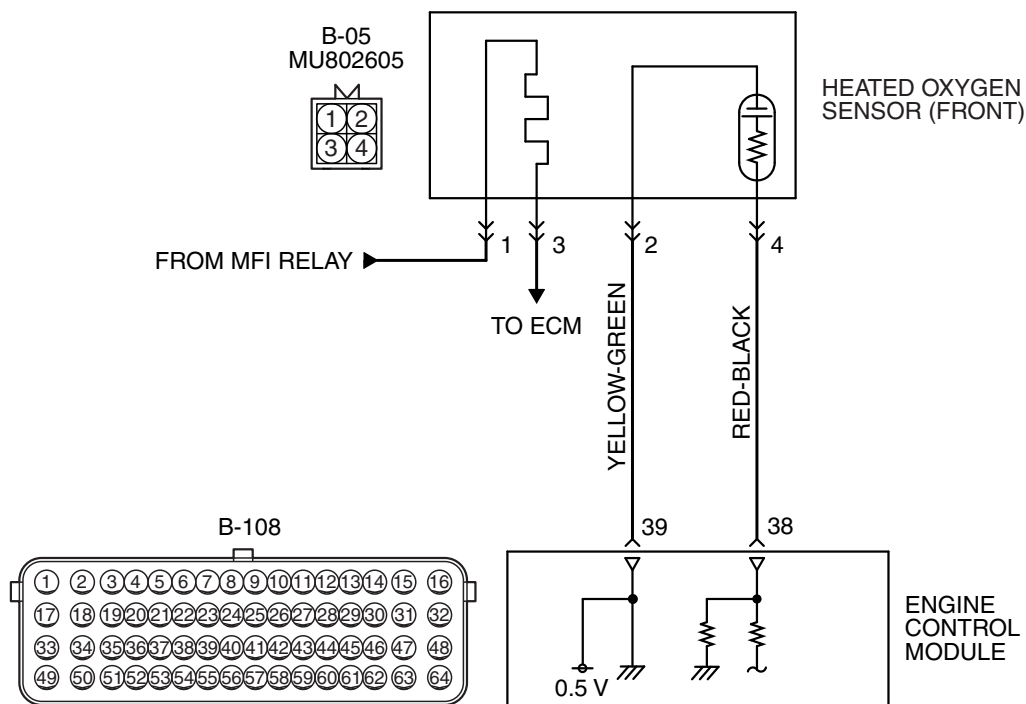 B-05
MU802605
1 2
3 4
HEATED OXYGEN
SENSOR (FRONT)
1 3 2 4
FROM MFI RELAY
TO ECM
YELLOW-GREEN
RED-BLACK
39 38
B-108
1 2 3 4 5 6 7 8 9 10 11 12 13 14 15 16
17 18 19 20 21 22 23 24 25 26 27 28 29 30 31 32
33 34 35 36 37 38 39 40 41 42 43 44 45 46 47 48
49 50 51 52 53 54 55 56 57 58 59 60 61 62 63 64
ENGINE
CONTROL
MODULE
0.5 V